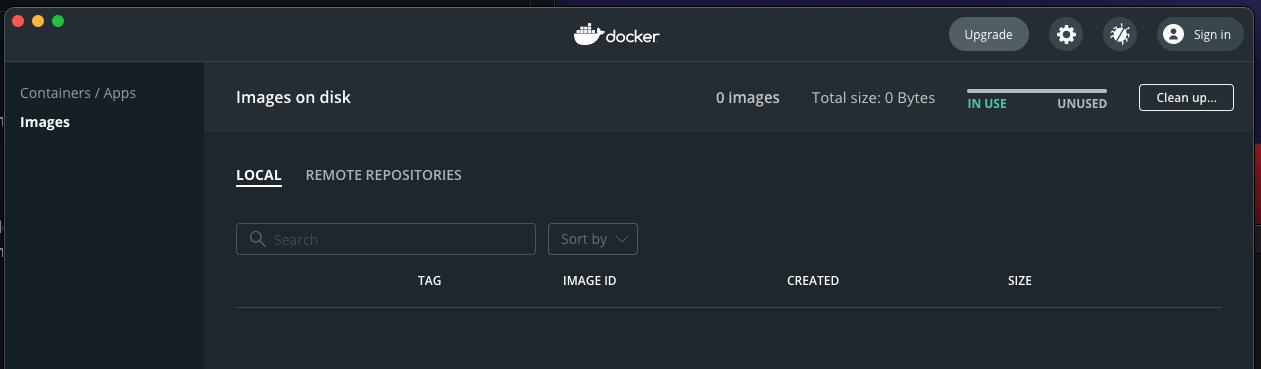 docker
Upgrade
Sign in
Containers / Apps
Images
Images on disk
0 images
Total size: 0 Bytes
IN USE
UNUSED
Clean up...
LOCAL
REMOTE REPOSITORIES
Search
Sort by
TAG
IMAGE ID
CREATED
SIZE